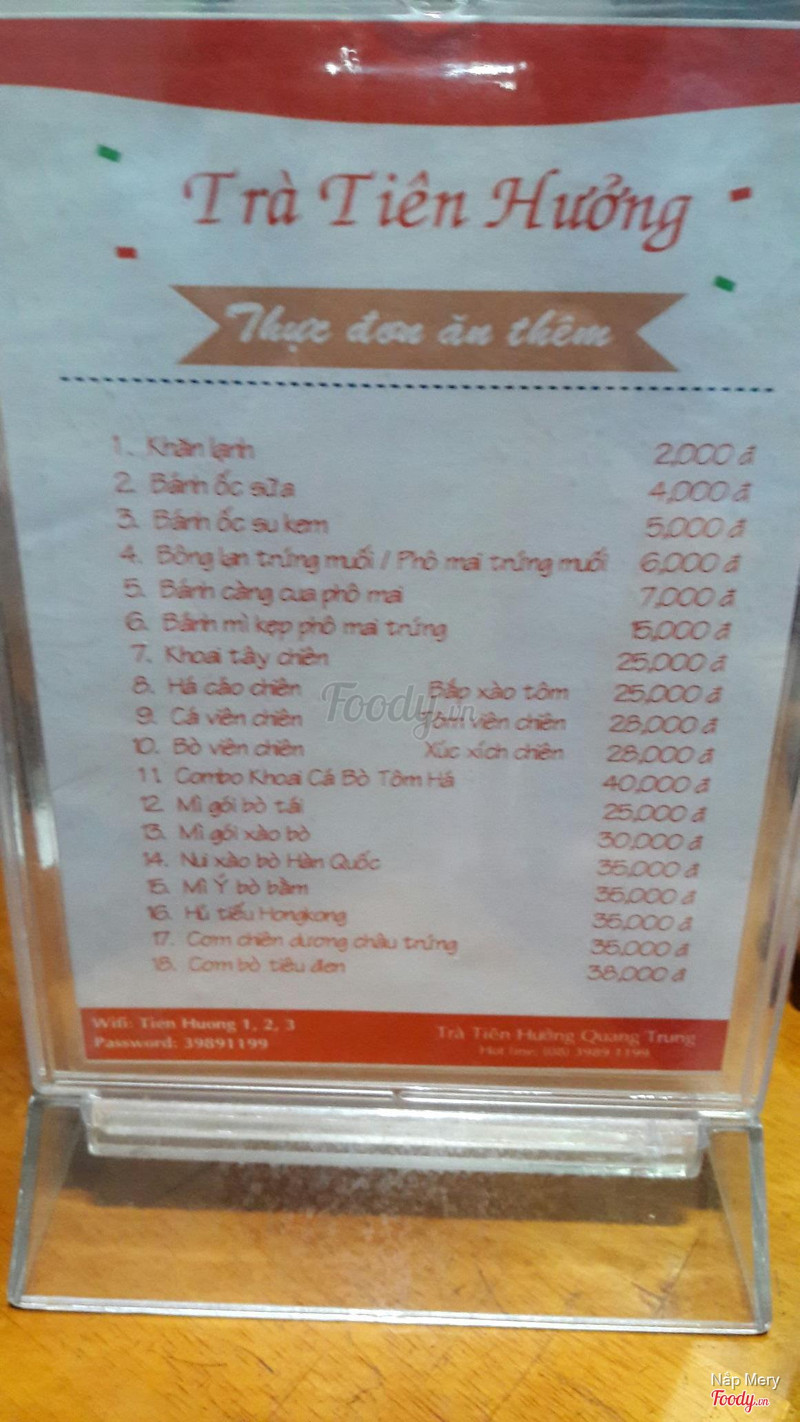 Trà Tiên Hưởng
Thực đơn ăn thêm
1. Khăn lạnh 2,000 đ
2. Bánh ốc sữa 4,000 đ
3. Bánh ốc su kem 5,000 đ
4. Bông lan trứng muối / Phô mai trứng muối 6,000 đ
5. Bánh càng cua phô mai 7,000 đ
6. Bánh mì kẹp phô mai trứng 15,000 đ
7. Khoai tây chiên 25,000 đ
8. Há cảo chiên Bắp xào tôm 25,000 đ
9. Cá viên chiên Tôm viên chiên 28,000 đ
10. Bò viên chiên Xúc xích chiên 28,000 đ
11. Combo Khoai Cá Bò Tôm Há 40,000 đ
12. Mì gói bò tái 25,000 đ
13. Mì gói xào bò 30,000 đ
14. Nui xào bò Hàn Quốc 35,000 đ
15. Mì Ý bò bằm 35,000 đ
16. Hủ tiếu Hongkong 35,000 đ
17. Cơm chiên dương châu trứng 35,000 đ
18. Cơm bò tiêu đen 38,000 đ
Foody.vn
Wifi: Tien Huong 1, 2, 3
Password: 39891199
Trà Tiên Hưởng Quang Trung
Hot line: (08) 3989 1199
Nấp Mery
Foody.vn